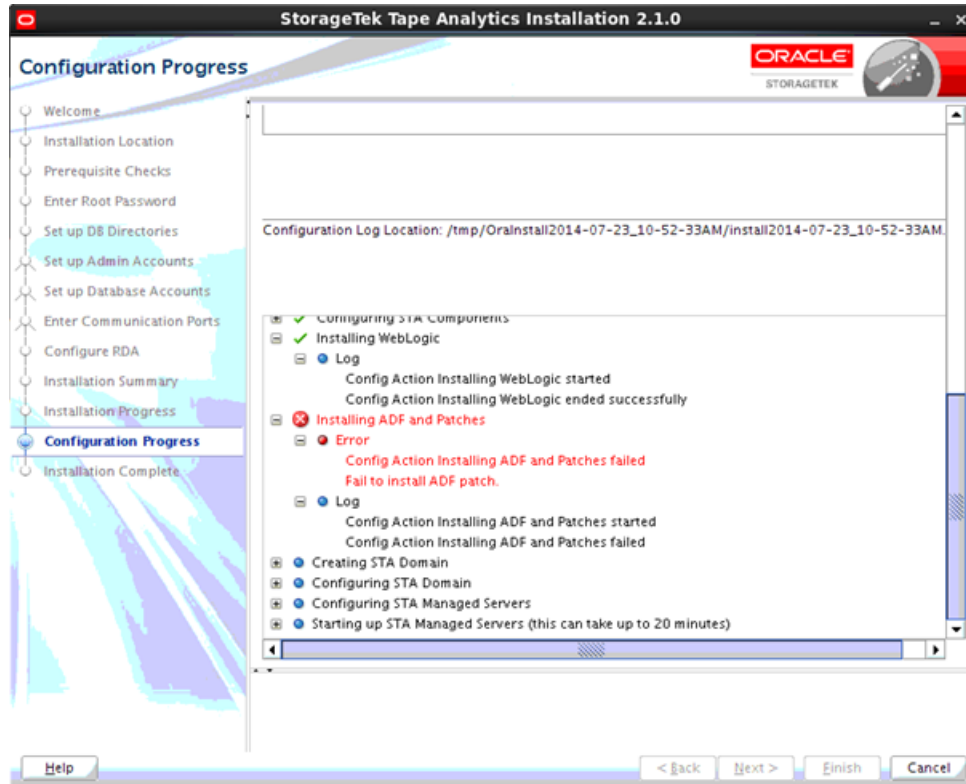 StorageTek Tape Analytics Installation 2.1.0
Configuration Progress
ORACLE
STORAGETEK
Welcome
Installation Location
Prerequisite Checks
Enter Root Password
Set up DB Directories
Set up Admin Accounts
Set up Database Accounts
Enter Communication Ports
Configure RDA
Installation Summary
Installation Progress
Configuration Progress
Installation Complete
Configuration Log Location: /tmp/OraInstall2014-07-23_10-52-33AM/install2014-07-23_10-52-33AM.
Configuring STA Components
Installing WebLogic
Log
Config Action Installing WebLogic started
Config Action Installing WebLogic ended successfully
Installing ADF and Patches
Error
Config Action Installing ADF and Patches failed
Fail to install ADF patch.
Log
Config Action Installing ADF and Patches started
Config Action Installing ADF and Patches failed
Creating STA Domain
Configuring STA Domain
Configuring STA Managed Servers
Starting up STA Managed Servers (this can take up to 20 minutes)
Help
< Back
Next >
Finish
Cancel